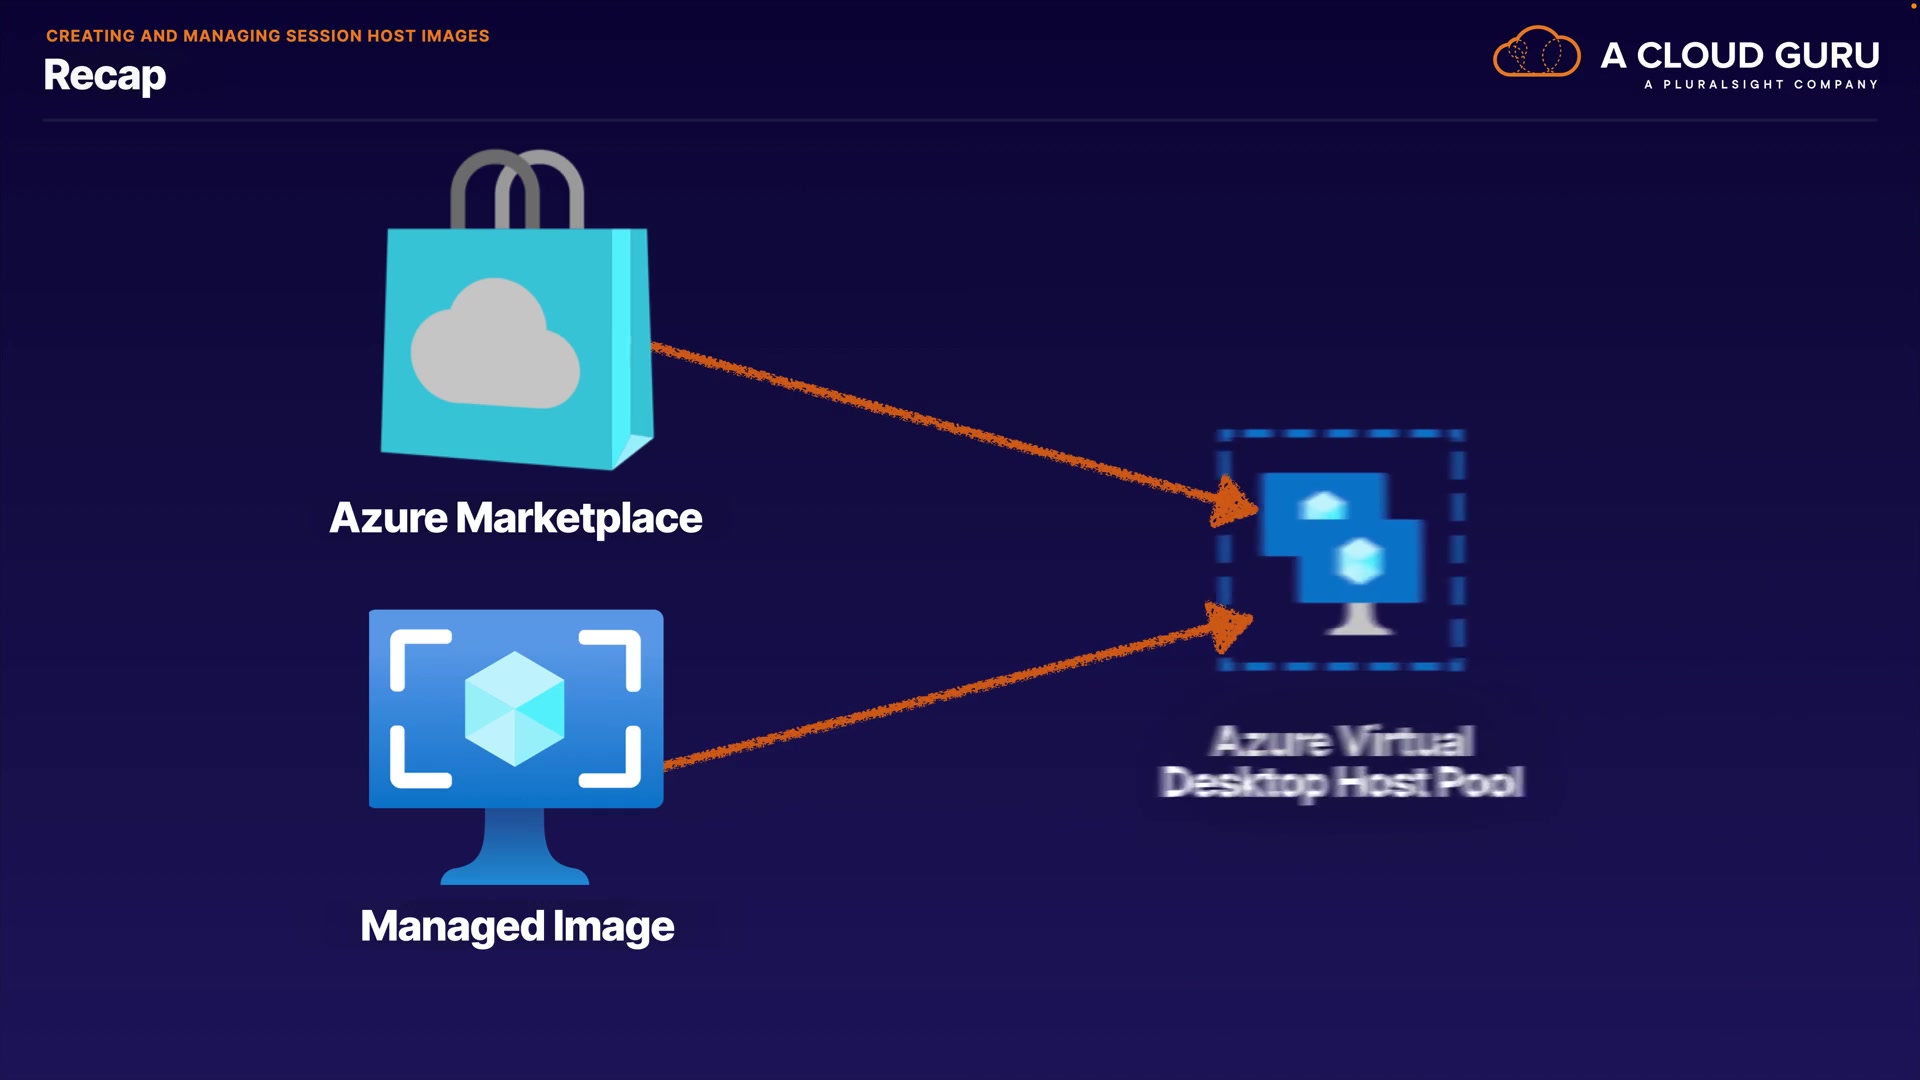 CREATING AND MANAGING SESSION HOST IMAGES
Recap
A CLOUD GURU
A PLURALSIGHT COMPANY
Azure Marketplace
Azure Virtual
Desktop Host Pool
Managed Image